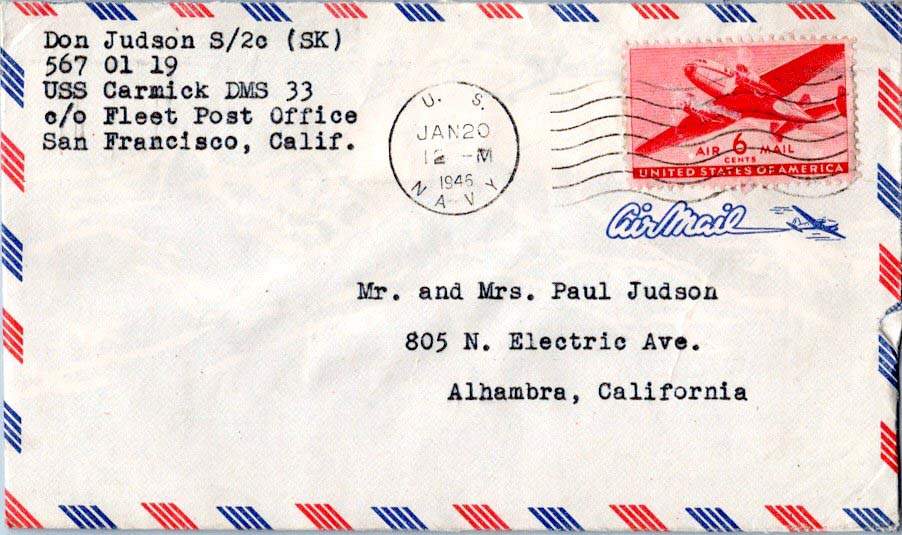 Don Judson S/2c (SK)
567 01 19
USS Carmick DMS 33
c/o Fleet Post Office
San Francisco, Calif.
U. S.
JAN 20
12 -M
1946
NAVY
AIR 6 MAIL
CENTS
UNITED STATES OF AMERICA
Air Mail
Mr. and Mrs. Paul Judson
805 N. Electric Ave.
Alhambra, California